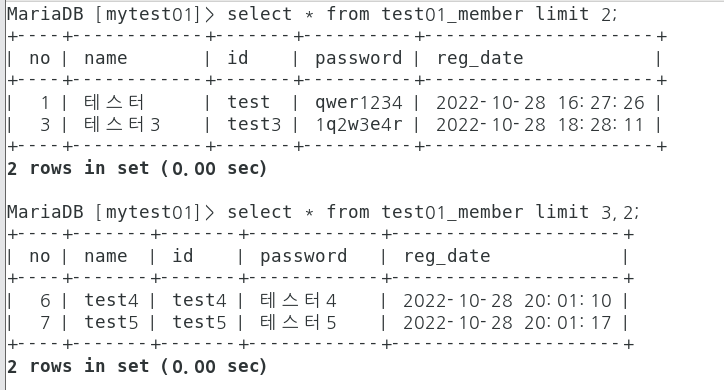 MariaDB [mytest01]> select * from test01_member limit 2;
+----+------------+-------+----------+---------------------+
| no | name       | id    | password | reg_date            |
+----+------------+-------+----------+---------------------+
|  1 | 테스터     | test  | qwer1234 | 2022-10-28 16:27:26 |
|  3 | 테스터3    | test3 | 1q2w3e4r | 2022-10-28 18:28:11 |
+----+------------+-------+----------+---------------------+
2 rows in set (0.00 sec)
MariaDB [mytest01]> select * from test01_member limit 3,2;
+----+-------+-------+------------+---------------------+
| no | name  | id    | password   | reg_date            |
+----+-------+-------+------------+---------------------+
|  6 | test4 | test4 | 테스터4    | 2022-10-28 20:01:10 |
|  7 | test5 | test5 | 테스터5    | 2022-10-28 20:01:17 |
+----+-------+-------+------------+---------------------+
2 rows in set (0.00 sec)